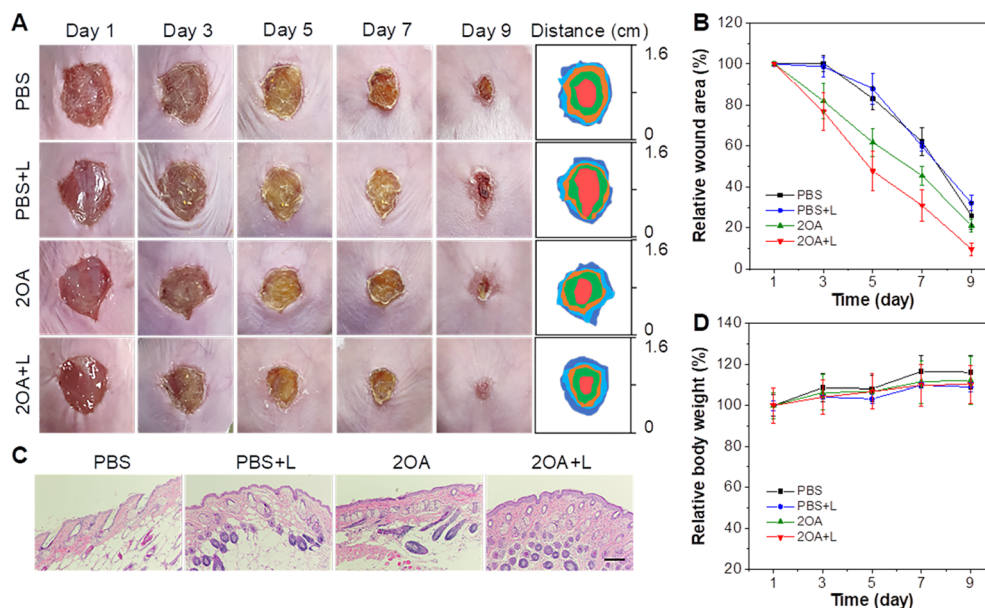 A
Day 1 Day 3 Day 5 Day 7 Day 9 Distance (cm)
PBS
1.6
0
PBS+L
1.6
0
2OA
1.6
0
2OA+L
1.6
0
B
Relative wound area (%)
120
100
80
60
40
20
0
PBS
PBS+L
2OA
2OA+L
1 3 5 7 9
Time (day)
C
PBS PBS+L 2OA 2OA+L
D
Relative body weight (%)
140
120
100
80
60
40
20
PBS
PBS+L
2OA
2OA+L
1 3 5 7 9
Time (day)